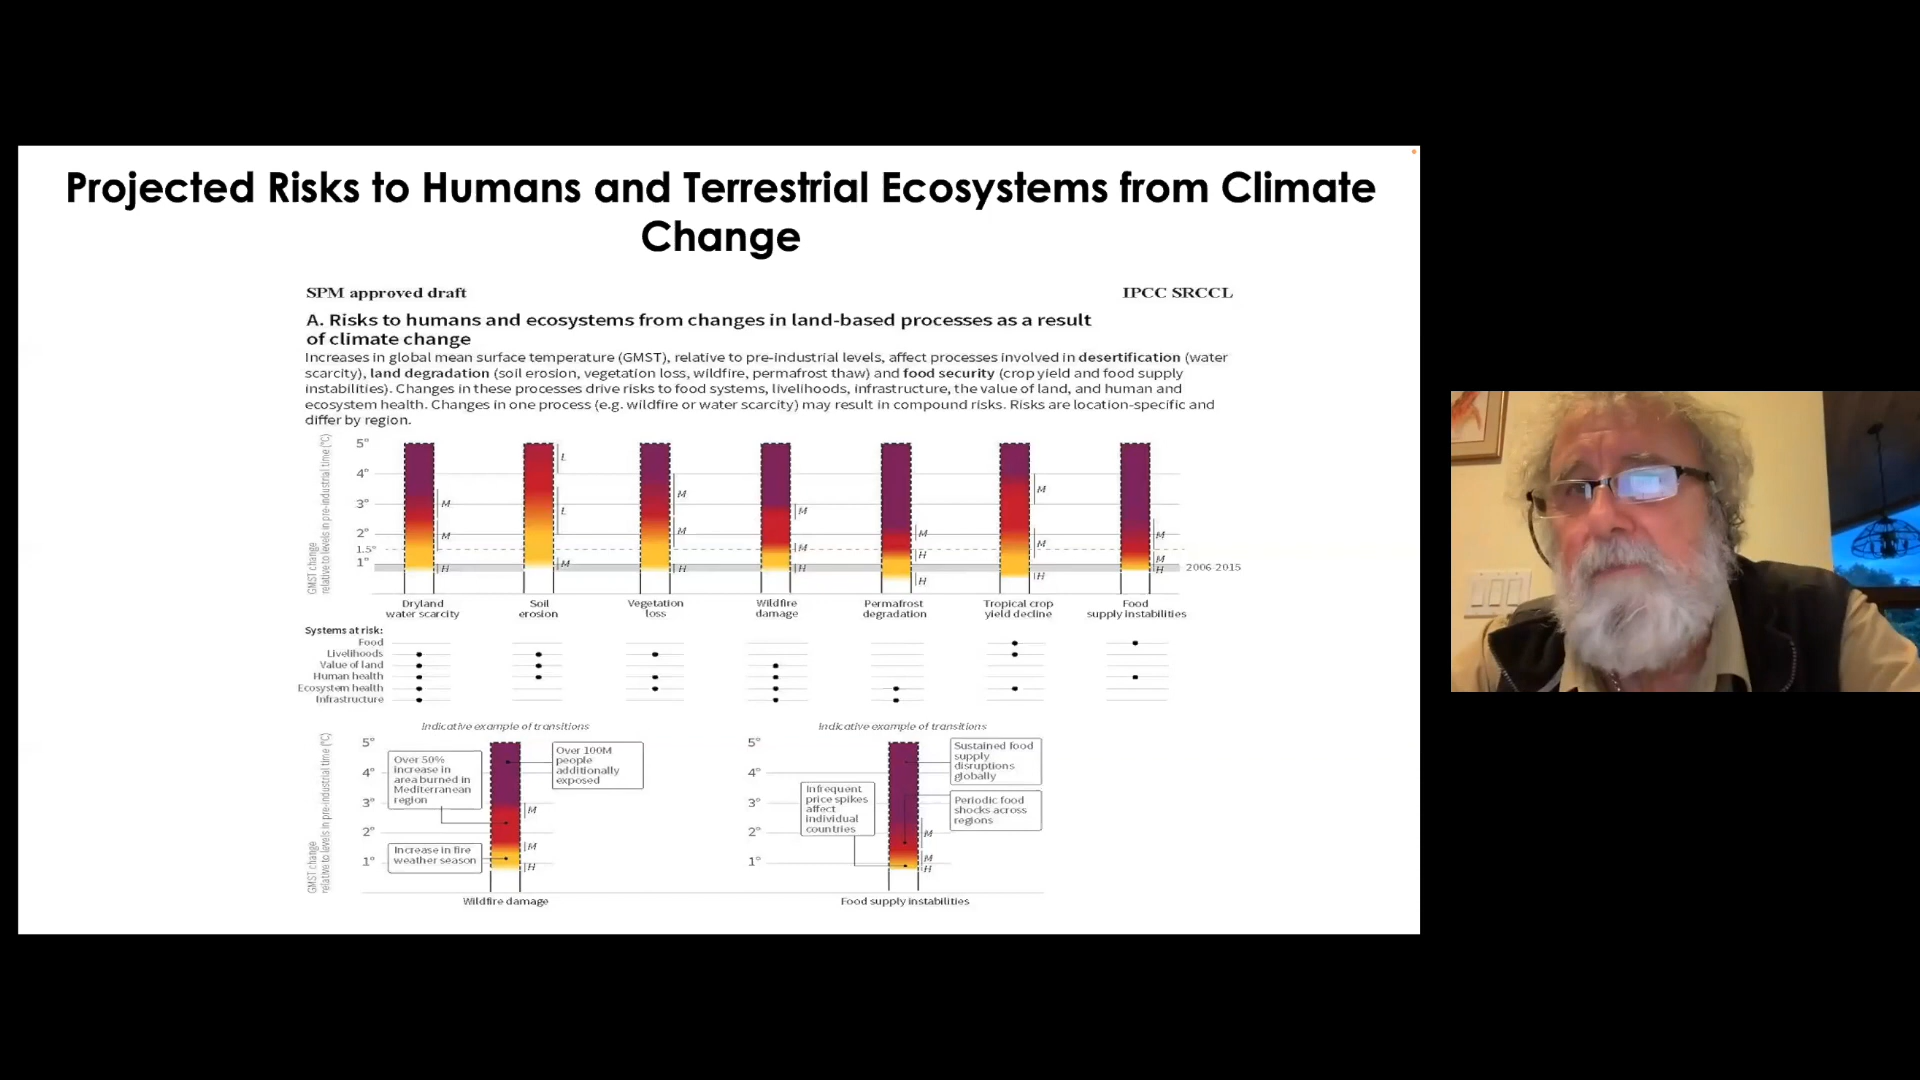 Projected Risks to Humans and Terrestrial Ecosystems from Climate
Change
SPM approved draft
IPCC SRCCL
A. Risks to humans and ecosystems from changes in land-based processes as a result
of climate change
Increases in global mean surface temperature (GMST), relative to pre-industrial levels, affect processes involved in desertification (water
scarcity), land degradation (soil erosion, vegetation loss, wildfire, permafrost thaw) and food security (crop yield and food supply
instabilities). Changes in these processes drive risks to food systems, livelihoods, infrastructure, the value of land, and human and
ecosystem health. Changes in one process (e.g. wildfire or water scarcity) may result in compound risks. Risks are location-specific and
differ by region.
GMST change
relative to levels in pre-industrial time (°C)
5°
4°
3°
2°
1.5°
1°
M
M
H
L
L
M
M
M
H
M
M
H
M
H
H
M
M
H
M
M
H
2006-2015
Dryland
water scarcity
Soil
erosion
Vegetation
loss
Wildfire
damage
Permafrost
degradation
Tropical crop
yield decline
Food
supply instabilities
Systems at risk:
Food
Livelihoods
Value of land
Human health
Ecosystem health
Infrastructure
Indicative example of transitions
GMST change
relative to levels in pre-industrial time (°C)
5°
4°
3°
2°
1°
Over 50%
increase in
area burned in
Mediterranean
region
Over 100M
people
additionally
exposed
Increase in fire
weather season
M
M
H
Wildfire damage
Indicative example of transitions
5°
4°
3°
2°
1°
Infrequent
price spikes
affect
individual
countries
Sustained food
supply
disruptions
globally
Periodic food
shocks across
regions
M
M
H
Food supply instabilities